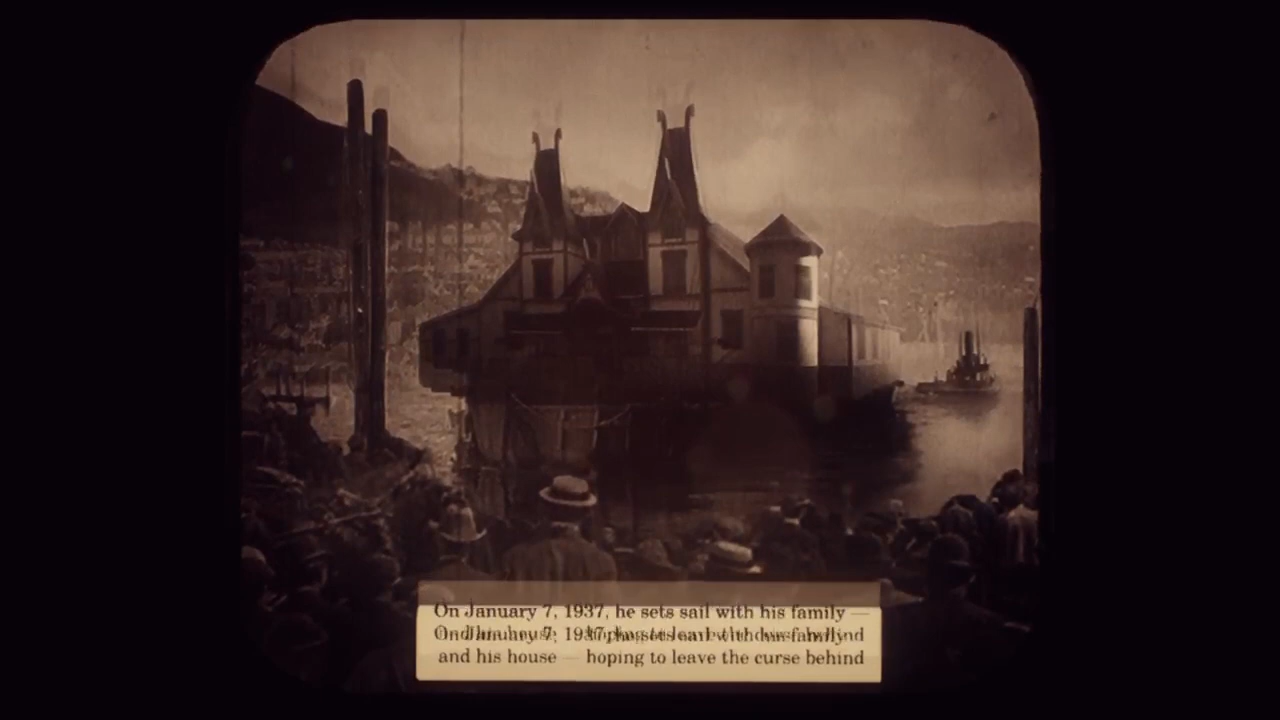 On January 7, 1937, he sets sail with his family —
and his house — hoping to leave the curse behind